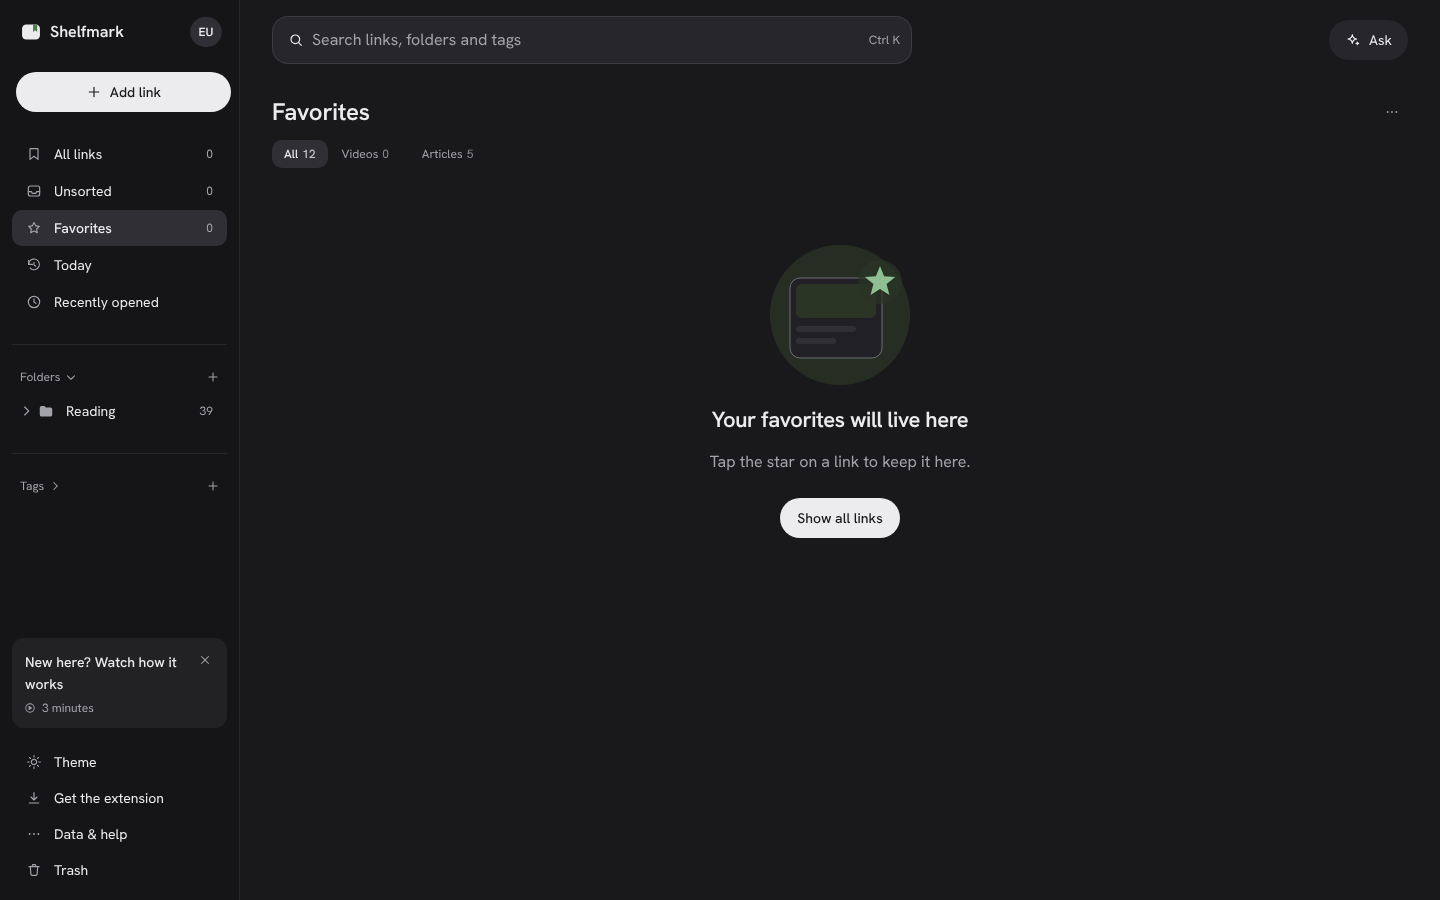 Shelfmark
EU
Add link
All links 0
Unsorted 0
Favorites 0
Today
Recently opened
Folders
Reading 39
Tags
New here? Watch how it
works
3 minutes
Theme
Get the extension
Data & help
Trash
Search links, folders and tags Ctrl K
Ask
Favorites
All 12 Videos 0 Articles 5
Your favorites will live here
Tap the star on a link to keep it here.
Show all links